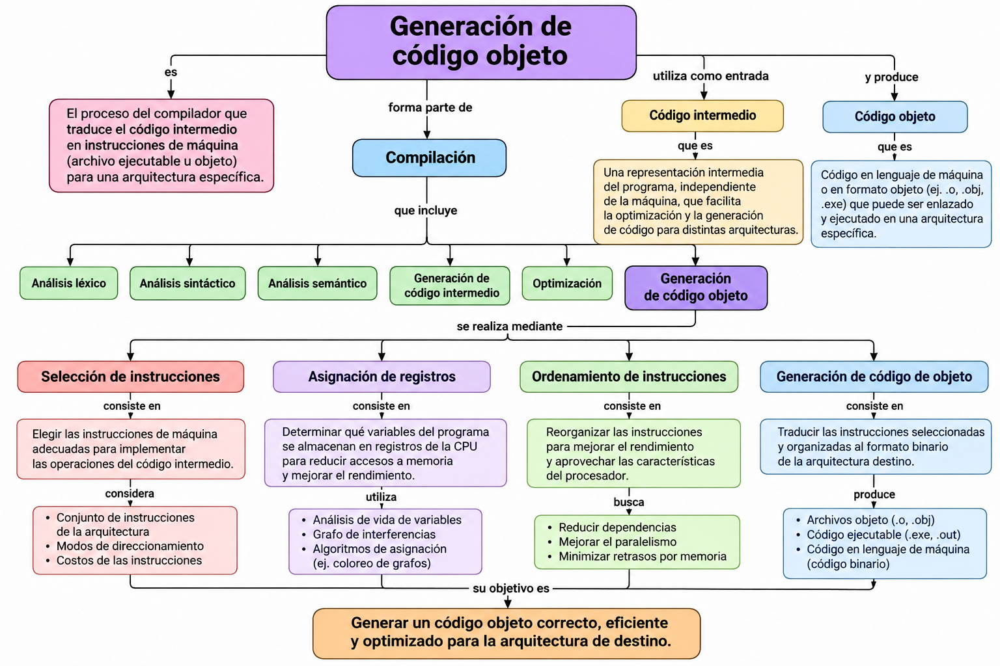 Generación de
código objeto
es
forma parte de
utiliza como entrada
y produce
El proceso del compilador que
traduce el código intermedio
en instrucciones de máquina
(archivo ejecutable u objeto)
para una arquitectura específica.
Compilación
Código intermedio
Código objeto
que es
que es
Una representación intermedia
del programa, independiente
de la máquina, que facilita
la optimización y la generación
de código para distintas arquitecturas.
Código en lenguaje de máquina
o en formato objeto (ej. .o, .obj,
.exe) que puede ser enlazado
y ejecutado en una arquitectura
específica.
que incluye
Análisis léxico
Análisis sintáctico
Análisis semántico
Generación de
código intermedio
Optimización
Generación
de código objeto
se realiza mediante
Selección de instrucciones
Asignación de registros
Ordenamiento de instrucciones
Generación de código de objeto
consiste en
consiste en
consiste en
consiste en
Elegir las instrucciones de máquina
adecuadas para implementar
las operaciones del código intermedio.
Determinar qué variables del programa
se almacenan en registros de la CPU
para reducir accesos a memoria
y mejorar el rendimiento.
Reorganizar las instrucciones
para mejorar el rendimiento
y aprovechar las características
del procesador.
Traducir las instrucciones seleccionadas
y organizadas al formato binario
de la arquitectura destino.
considera
utiliza
busca
produce
• Conjunto de instrucciones
de la arquitectura
• Modos de direccionamiento
• Costos de las instrucciones
• Análisis de vida de variables
• Grafo de interferencias
• Algoritmos de asignación
(ej. coloreo de grafos)
• Reducir dependencias
• Mejorar el paralelismo
• Minimizar retrasos por memoria
• Archivos objeto (.o, .obj)
• Código ejecutable (.exe, .out)
• Código en lenguaje de máquina
(código binario)
su objetivo es
Generar un código objeto correcto, eficiente
y optimizado para la arquitectura de destino.